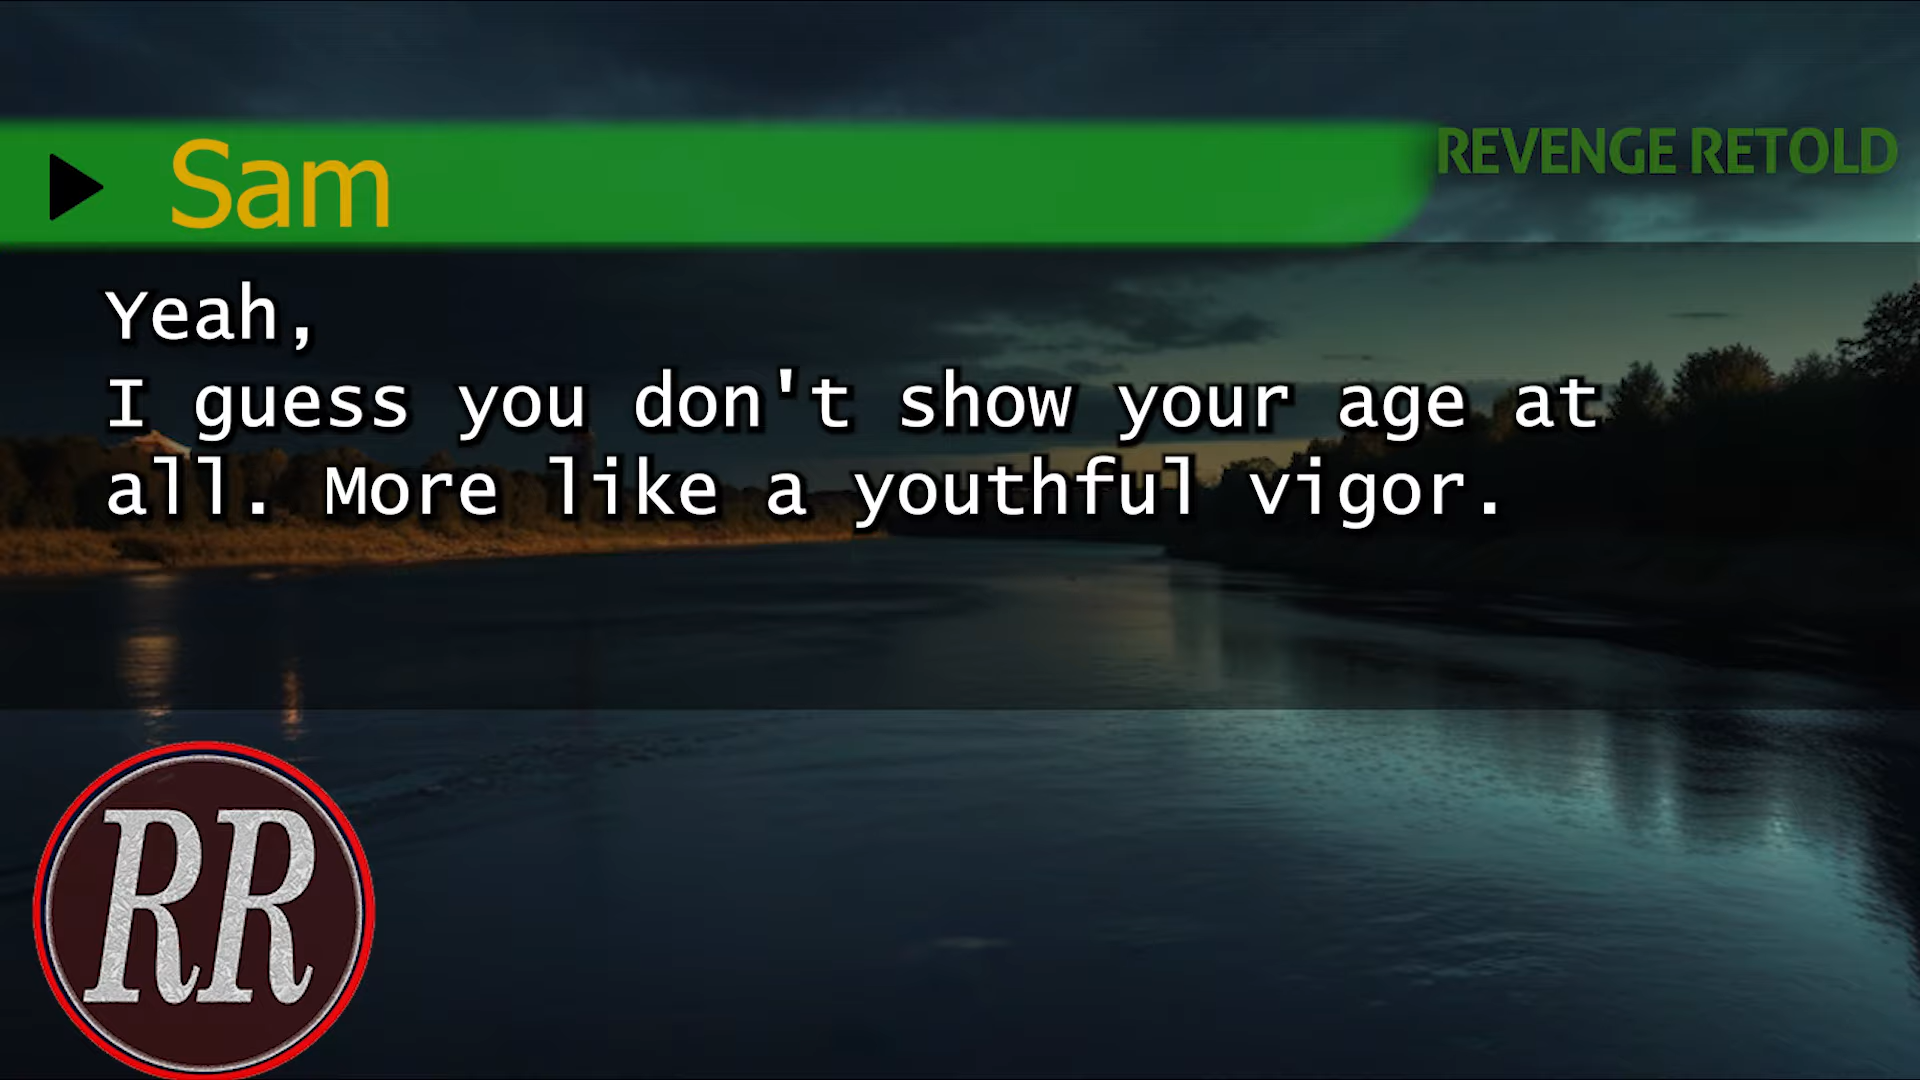 Sam
REVENGE RETOLD
Yeah,
I guess you don't show your age at
all. More like a youthful vigor.
RR